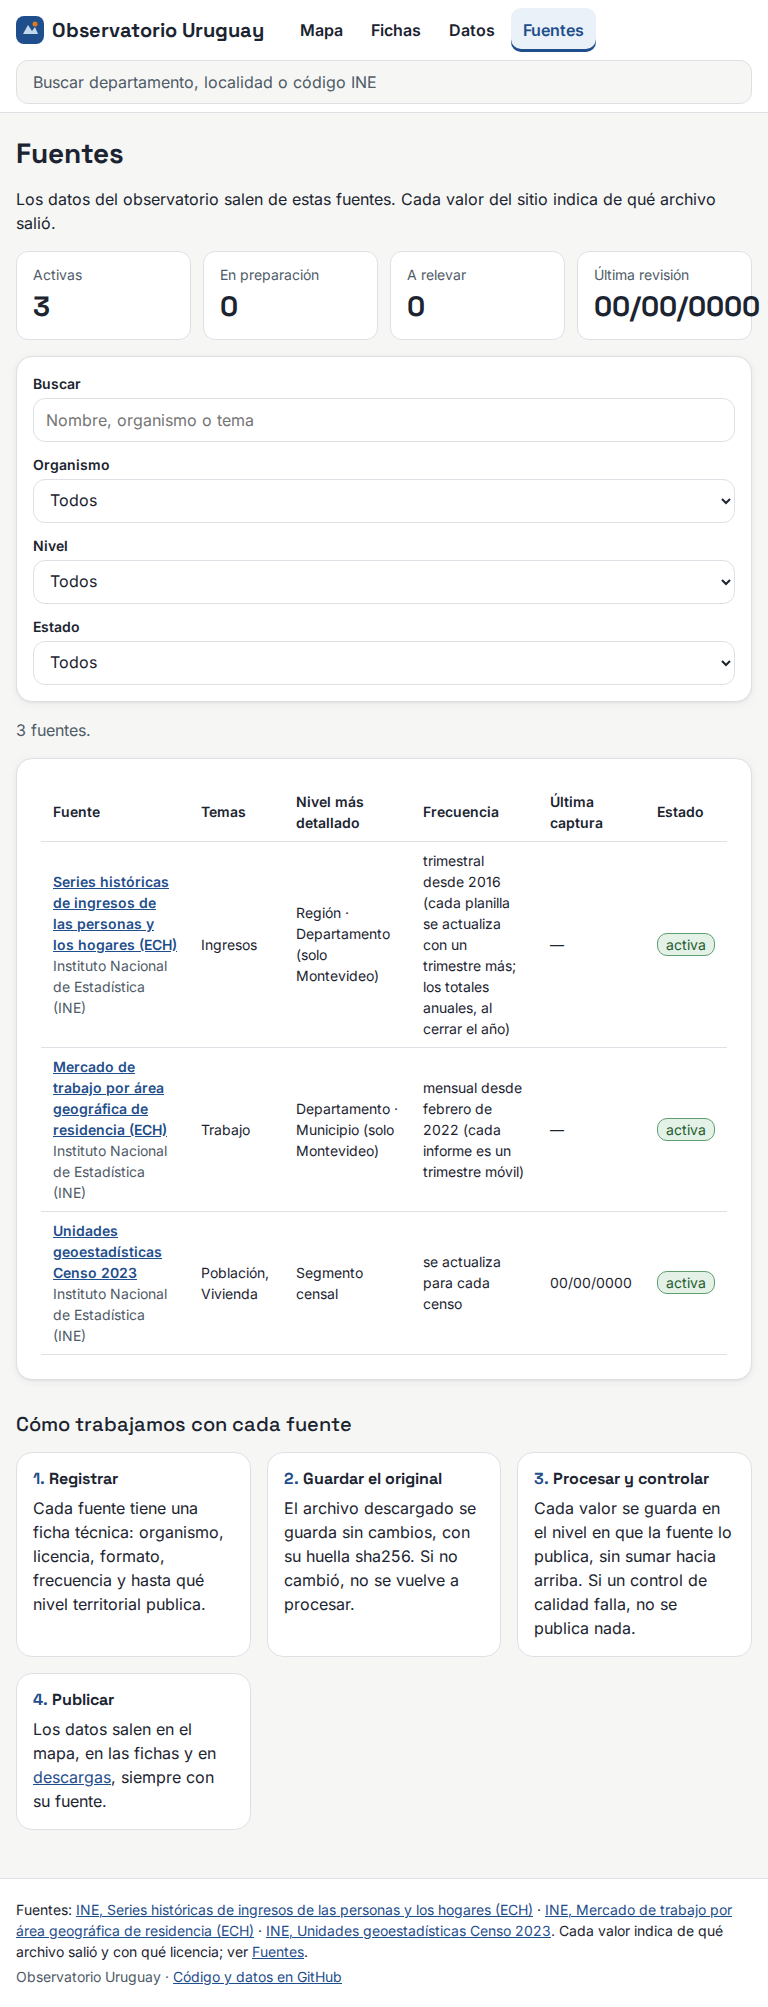 Observatorio Uruguay
Mapa
Fichas
Datos
Fuentes
Buscar departamento, localidad o código INE
Fuentes
Los datos del observatorio salen de estas fuentes. Cada valor del sitio indica de qué archivo
salió.
Activas
3
En preparación
0
A relevar
0
Última revisión
00/00/0000
Buscar
Nombre, organismo o tema
Organismo
Todos
Nivel
Todos
Estado
Todos
3 fuentes.
Fuente
Temas
Nivel más
detallado
Frecuencia
Última
captura
Estado
Series históricas
de ingresos de
las personas y
los hogares (ECH)
Instituto Nacional
de Estadística
(INE)
Ingresos
Región ·
Departamento
(solo
Montevideo)
trimestral
desde 2016
(cada planilla
se actualiza
con un
trimestre más;
los totales
anuales, al
cerrar el año)
—
activa
Mercado de
trabajo por área
geográfica de
residencia (ECH)
Instituto Nacional
de Estadística
(INE)
Trabajo
Departamento ·
Municipio (solo
Montevideo)
mensual desde
febrero de
2022 (cada
informe es un
trimestre móvil)
—
activa
Unidades
geoestadísticas
Censo 2023
Instituto Nacional
de Estadística
(INE)
Población,
Vivienda
Segmento
censal
se actualiza
para cada
censo
00/00/0000
activa
Cómo trabajamos con cada fuente
1. Registrar
Cada fuente tiene una
ficha técnica: organismo,
licencia, formato,
frecuencia y hasta qué
nivel territorial publica.
2. Guardar el original
El archivo descargado se
guarda sin cambios, con
su huella sha256. Si no
cambió, no se vuelve a
procesar.
3. Procesar y controlar
Cada valor se guarda en
el nivel en que la fuente lo
publica, sin sumar hacia
arriba. Si un control de
calidad falla, no se
publica nada.
4. Publicar
Los datos salen en el
mapa, en las fichas y en
descargas, siempre con
su fuente.
Fuentes: INE, Series históricas de ingresos de las personas y los hogares (ECH) · INE, Mercado de trabajo por
área geográfica de residencia (ECH) · INE, Unidades geoestadísticas Censo 2023. Cada valor indica de qué
archivo salió y con qué licencia; ver Fuentes.
Observatorio Uruguay · Código y datos en GitHub